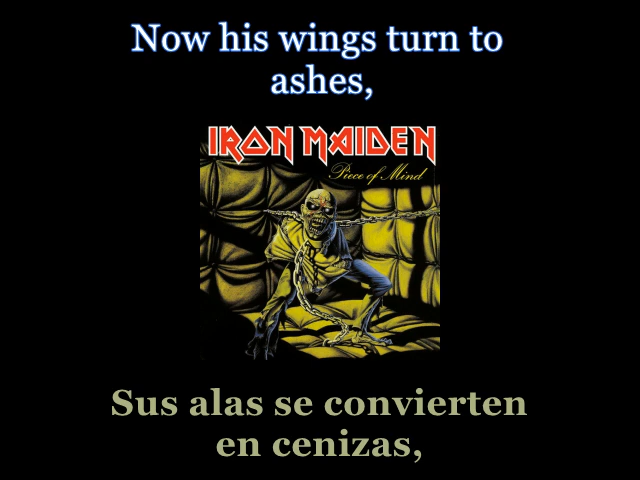 Now his wings turn to
ashes,
IRON MAIDEN
Piece of Mind
Sus alas se convierten
en cenizas,